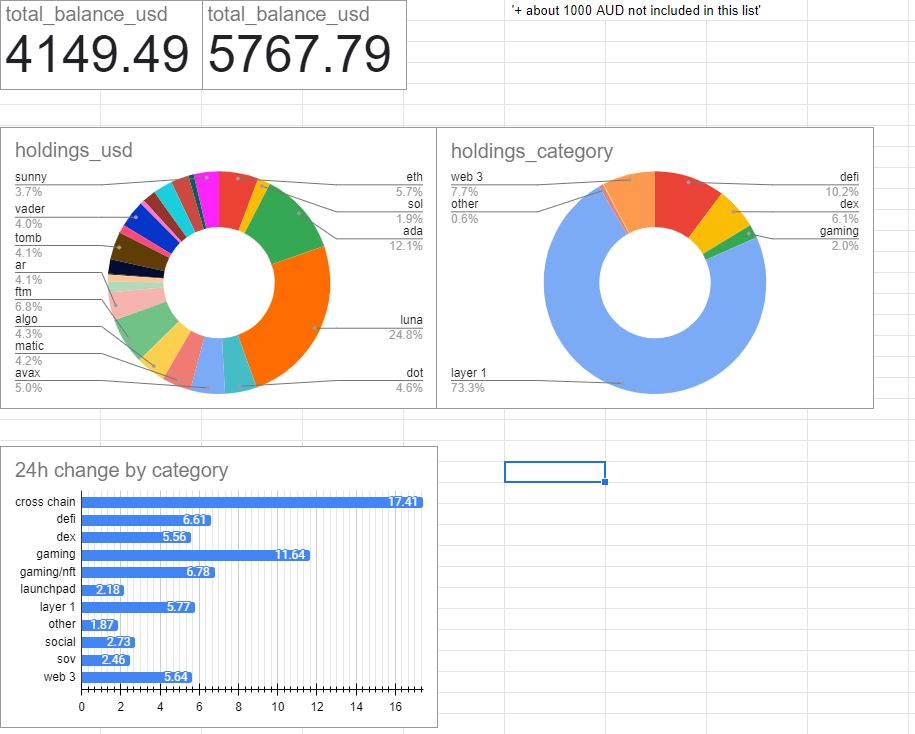 total_balance_usd
4149.49
total_balance_usd
5767.79
'+ about 1000 AUD not included in this list'
holdings_usd
sunny
3.7%
vader
4.0%
tomb
4.1%
ar
4.1%
ftm
6.8%
algo
4.3%
matic
4.2%
avax
5.0%
eth
5.7%
sol
1.9%
ada
12.1%
luna
24.8%
dot
4.6%
holdings_category
web 3
7.7%
other
0.6%
layer 1
73.3%
defi
10.2%
dex
6.1%
gaming
2.0%
24h change by category
cross chain 17.41
defi 6.61
dex 5.56
gaming 11.64
gaming/nft 6.78
launchpad 2.18
layer 1 5.77
other 1.87
social 2.73
sov 2.46
web 3 5.64
0 2 4 6 8 10 12 14 16